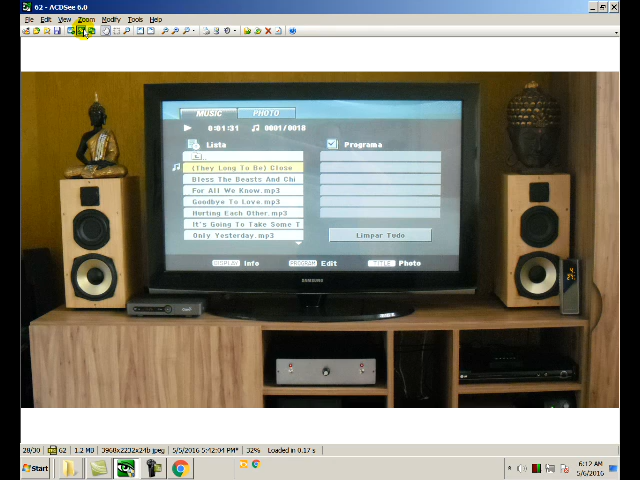 62 - ACDSee 6.0
File Edit View Zoom Modify Tools Help
MUSIC PHOTO
0:01:31 0001/0018
Lista Programa
(They Long To Be) Close
Bless The Beasts And Chi
For All We Know.mp3
Goodbye To Love.mp3
Hurting Each Other.mp3
It's Going To Take Some T
Only Yesterday.mp3
Limpar Tudo
DISPLAY Info PROGRAM Edit TITLE Photo
SAMSUNG
28/30 62 1.2 MB 3968x2232x24b jpeg 5/5/2016 5:42:04 PM* 32% Loaded in 0.17 s
Start
6:12 AM
5/6/2016